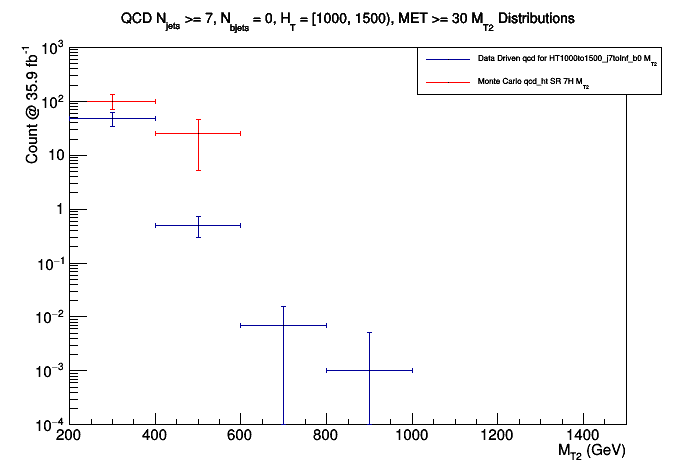 QCD N_jets >= 7, N_bjets = 0, H_T = [1000, 1500), MET >= 30 M_T2 Distributions
Data Driven qcd for HT1000to1500_j7toInf_b0 M_T2
Monte Carlo qcd_ht SR 7H M_T2
Count @ 35.9 fb^-1
10^3
10^2
10
1
10^−1
10^−2
10^−3
10^−4
200 400 600 800 1000 1200 1400
M_T2 (GeV)